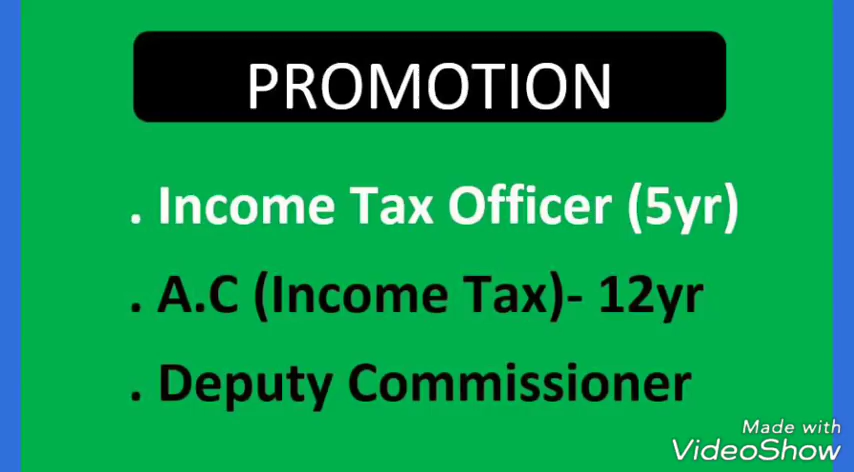 PROMOTION
. Income Tax Officer (5yr)
. A.C (Income Tax)- 12yr
. Deputy Commissioner
Made with
VideoShow